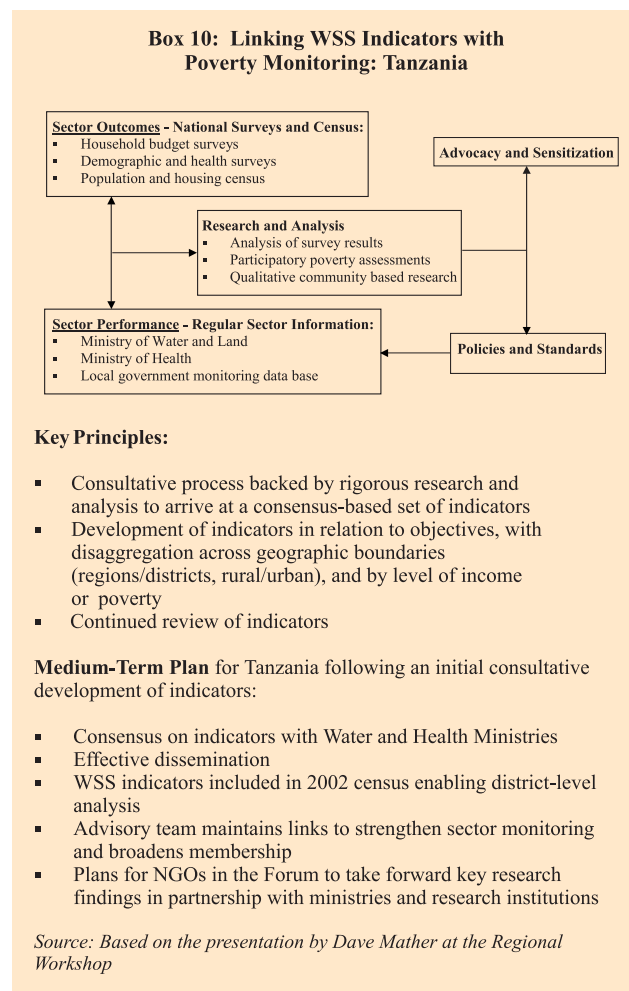 Box 10: Linking WSS Indicators with
Poverty Monitoring: Tanzania
Sector Outcomes - National Surveys and Census:
▪ Household budget surveys
▪ Demographic and health surveys
▪ Population and housing census
Advocacy and Sensitization
Research and Analysis
▪ Analysis of survey results
▪ Participatory poverty assessments
▪ Qualitative community based research
Sector Performance - Regular Sector Information:
▪ Ministry of Water and Land
▪ Ministry of Health
▪ Local government monitoring data base
Policies and Standards
Key Principles:
▪ Consultative process backed by rigorous research and
analysis to arrive at a consensus-based set of indicators
▪ Development of indicators in relation to objectives, with
disaggregation across geographic boundaries
(regions/districts, rural/urban), and by level of income
or poverty
▪ Continued review of indicators
Medium-Term Plan for Tanzania following an initial consultative
development of indicators:
▪ Consensus on indicators with Water and Health Ministries
▪ Effective dissemination
▪ WSS indicators included in 2002 census enabling district-level
analysis
▪ Advisory team maintains links to strengthen sector monitoring
and broadens membership
▪ Plans for NGOs in the Forum to take forward key research
findings in partnership with ministries and research institutions
Source: Based on the presentation by Dave Mather at the Regional
Workshop